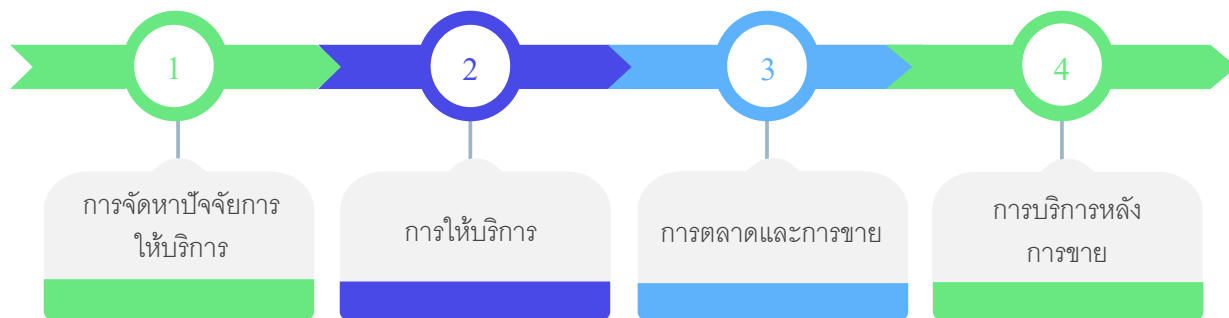 1
2
3
4
การจัดหาปัจจัยการ
ให้บริการ
การให้บริการ
การตลาดและการขาย
การบริการหลัง
การขาย